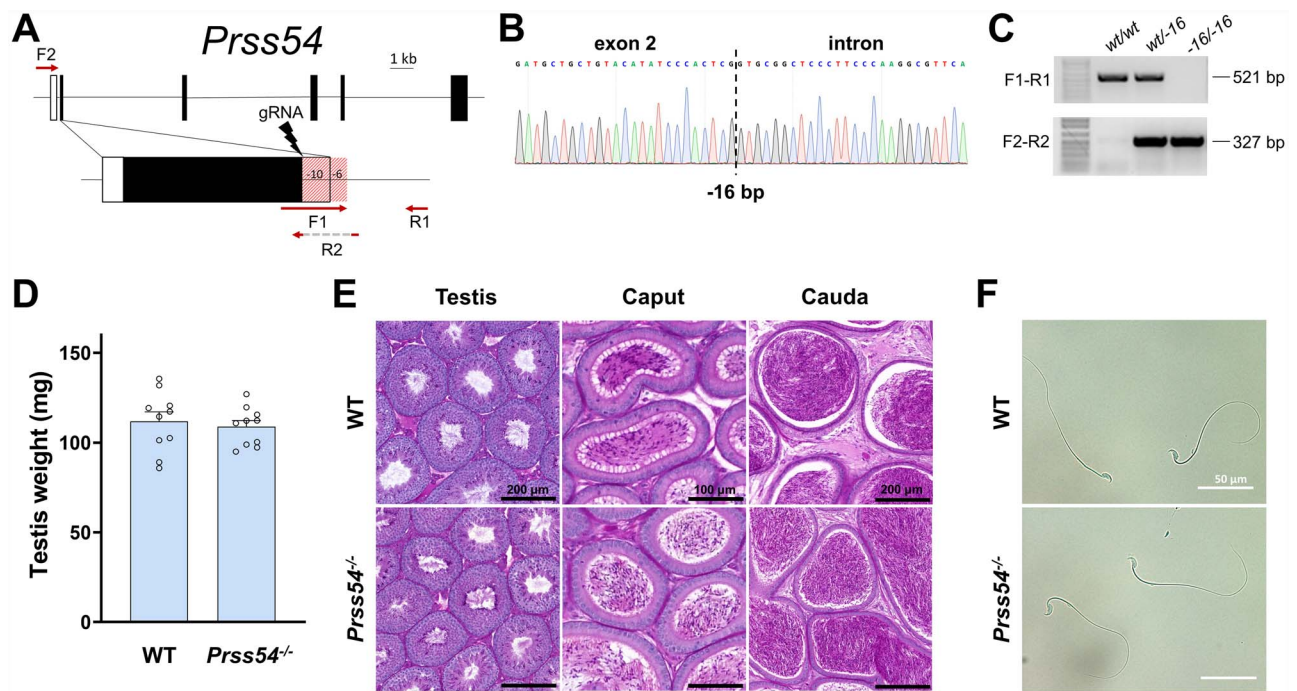 A
Prss54
F2
1 kb
gRNA
-10
-6
F1
R1
R2
B
exon 2
intron
GATGCTGCTGTACATATCCCACTCGGTGCGGCTCCCTTCCCAAGGCGTTCA
-16 bp
C
wt/wt
wt/-16
-16/-16
F1-R1
521 bp
F2-R2
327 bp
D
Testis weight (mg)
150
100
50
0
WT
Prss54-/-
E
Testis
Caput
Cauda
WT
200 µm
100 µm
200 µm
Prss54-/-
F
WT
50 µm
Prss54-/-